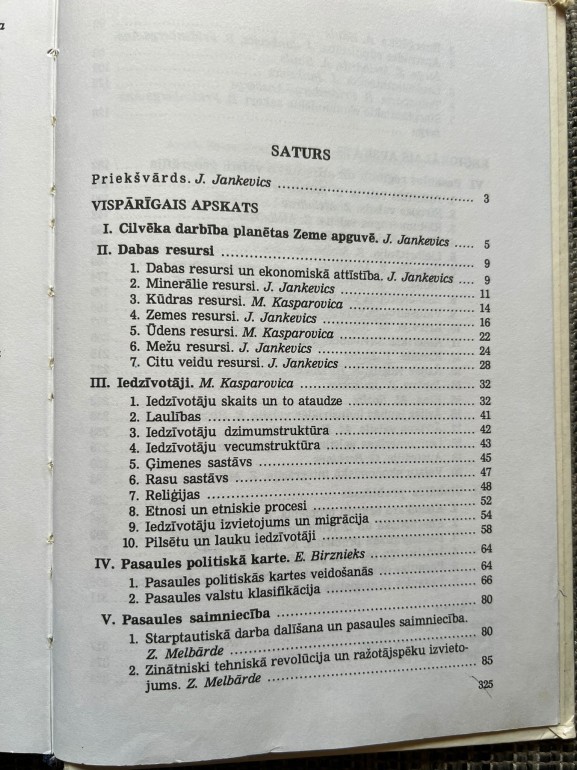 SATURS
Priekšvārds. J. Jankevics ............ 3
VISPĀRĪGAIS APSKATS
I. Cilvēka darbība planētas Zeme apguvē. J. Jankevics ..... 5
II. Dabas resursi ............ 9
1. Dabas resursi un ekonomiskā attīstība. J. Jankevics .... 9
2. Minerālie resursi. J. Jankevics ............ 11
3. Kūdras resursi. M. Kasparovica ............ 14
4. Zemes resursi. J. Jankevics ............ 16
5. Ūdens resursi. M. Kasparovica ............ 22
6. Mežu resursi. J. Jankevics ............ 24
7. Citu veidu resursi. J. Jankevics ............ 28
III. Iedzīvotāji. M. Kasparovica ............ 32
1. Iedzīvotāju skaits un to ataudze ............ 32
2. Laulības ............ 41
3. Iedzīvotāju dzimumstruktūra ............ 42
4. Iedzīvotāju vecumstruktūra ............ 43
5. Ģimenes sastāvs ............ 45
6. Rasu sastāvs ............ 47
7. Reliģijas ............ 48
8. Etnosi un etniskie procesi ............ 52
9. Iedzīvotāju izvietojums un migrācija ............ 54
10. Pilsētu un lauku iedzīvotāji ............ 58
IV. Pasaules politiskā karte. E. Birznieks ............ 64
1. Pasaules politiskās kartes veidošanās ............ 64
2. Pasaules valstu klasifikācija ............ 66
V. Pasaules saimniecība ............ 80
1. Starptautiskā darba dalīšana un pasaules saimniecība.
Z. Melbārde ............ 80
2. Zinātniski tehniskā revolūcija un ražotājspēku izvieto-
jums. Z. Melbārde ............ 85
325